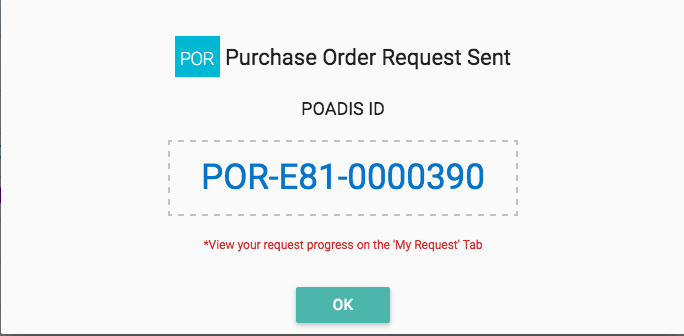 POR Purchase Order Request Sent
POADIS ID
POR-E81-0000390
*View your request progress on the 'My Request' Tab
OK